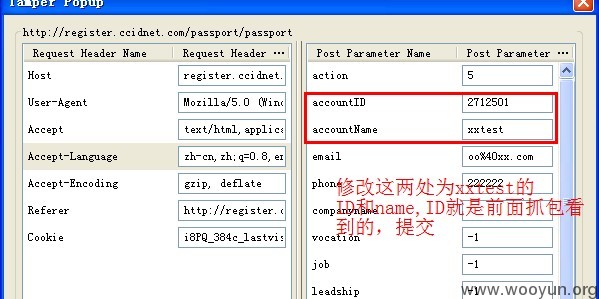 Tamper Popup
http://register.ccidnet.com/passport/passport
Request Header Name Request Header ... Post Parameter Name Post Parameter ...
Host register.ccidnet. action 5
User-Agent Mozilla/5.0 (Wind accountID 2712501
Accept text/html,applica accountName xxtest
Accept-Language zh-cn,zh;q=0.8,en email oo%40xx.com
Accept-Encoding gzip, deflate phone 222222
Referer http://register.c companyname
Cookie i8PQ_384c_lastvis vocation -1
job -1
leadship -1
修改这两处为xxtest的
ID和name,ID就是前面抓包看
到的，提交
www.wooyun.org